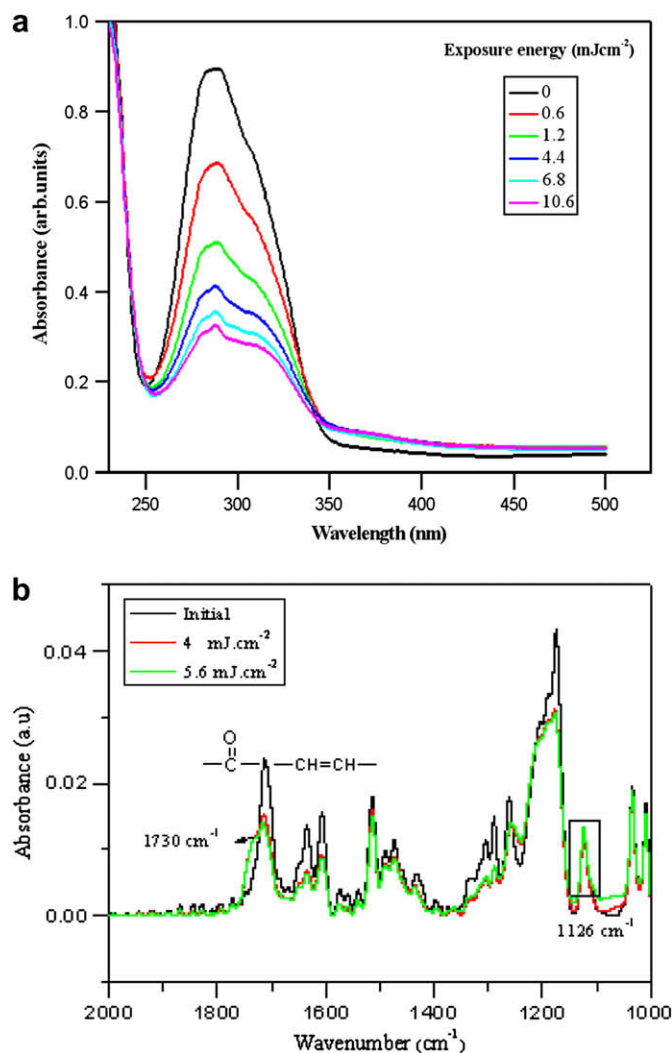 a
Exposure energy (mJcm-2)
0
0.6
1.2
4.4
6.8
10.6
1.0
0.8
0.6
0.4
0.2
0.0
Absorbance (arb.units)
250 300 350 400 450 500
Wavelength (nm)
b
Initial
4 mJ.cm-2
5.6 mJ.cm-2
0.04
0.02
0.00
Absorbance (a.u)
O
—C— —CH=CH—
1730 cm-1
1126 cm-1
2000 1800 1600 1400 1200 1000
Wavenumber (cm-1)